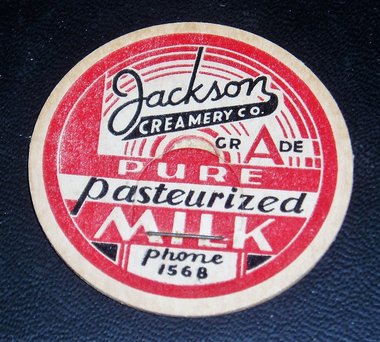 Jackson
CREAMERY CO.
GRADE
PURE
pasteurized
MILK
phone
1568